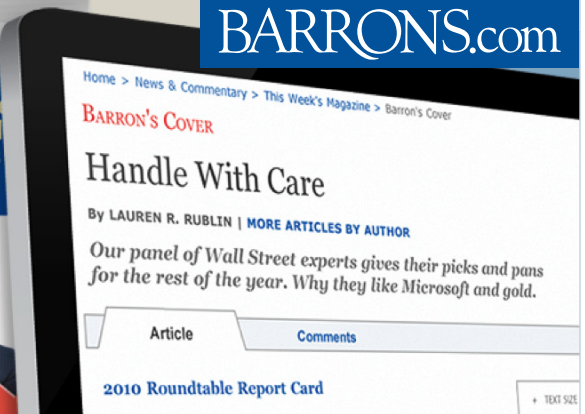 BARRONS.com
Home > News & Commentary > This Week's Magazine > Barron's Cover
BARRON'S COVER
Handle With Care
By LAUREN R. RUBLIN | MORE ARTICLES BY AUTHOR
Our panel of Wall Street experts gives their picks and pans
for the rest of the year. Why they like Microsoft and gold.
Article
Comments
2010 Roundtable Report Card
+ TEXT SIZE